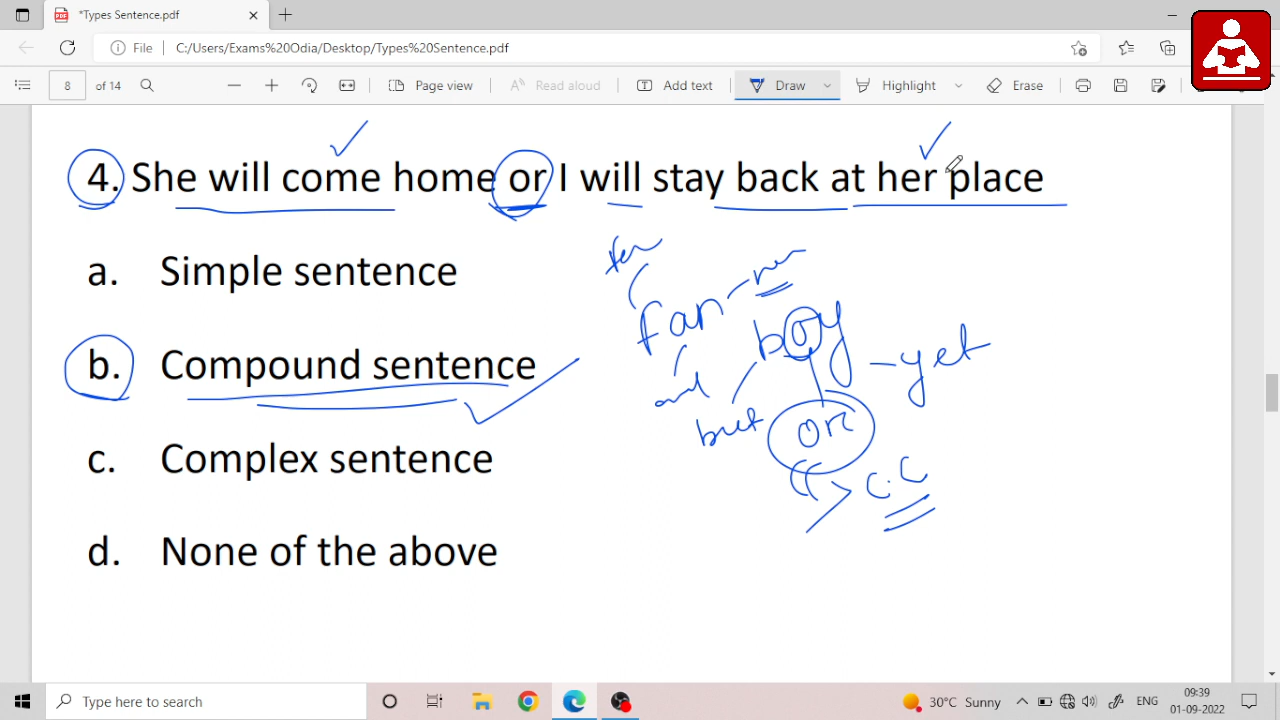 *Types Sentence.pdf
File C:/Users/Exams%20Odia/Desktop/Types%20Sentence.pdf
8 of 14 Page view Read aloud Add text Draw Highlight Erase
4. She will come home or I will stay back at her place
a. Simple sentence
b. Compound sentence
c. Complex sentence
d. None of the above
for
fan - nor
boy - yet
and
but
or
C.C
Type here to search 30°C Sunny ENG 09:39
01-09-2022